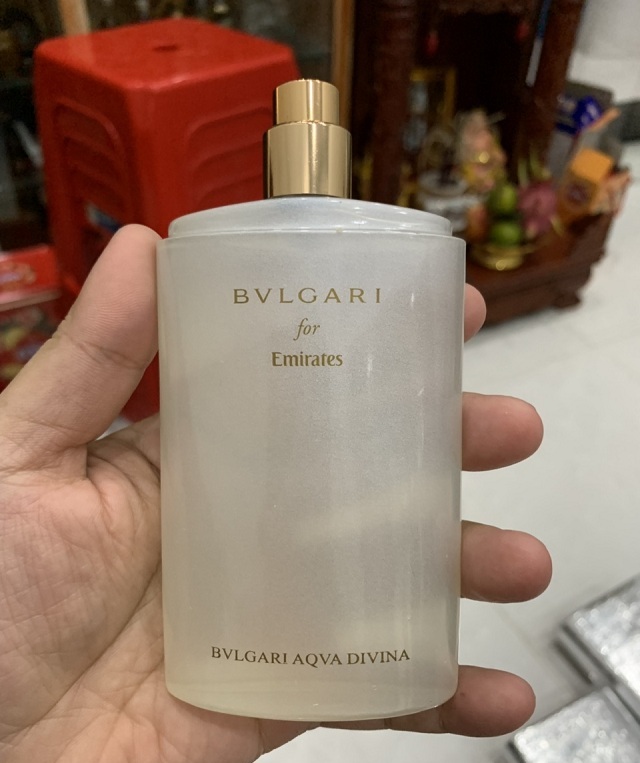 BVLGARI
for
Emirates
BVLGARI AQVA DIVINA